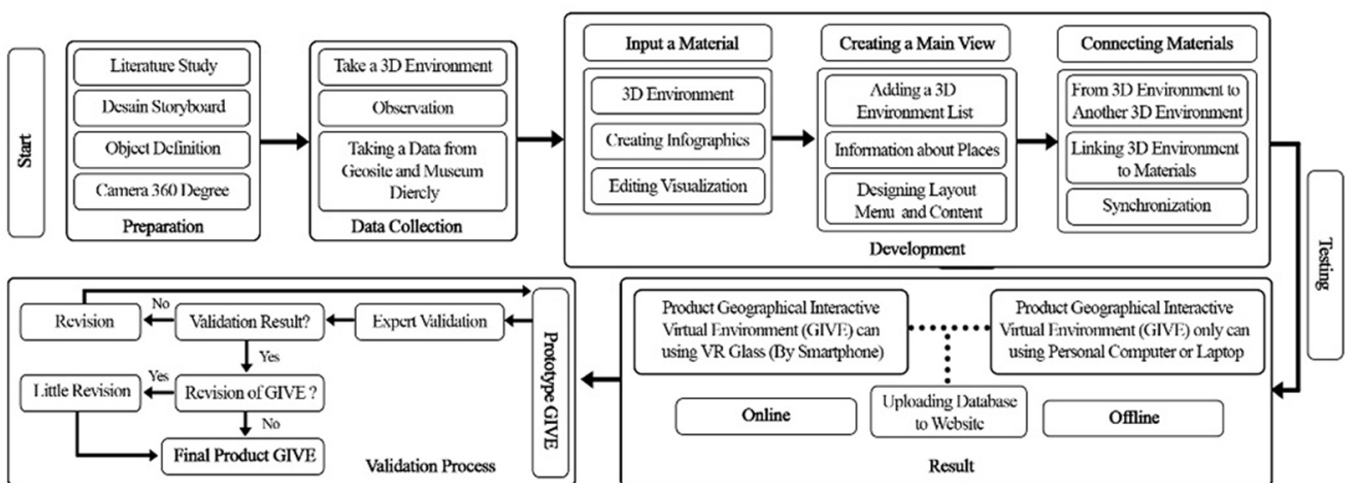 Start
Literature Study
Desain Storyboard
Object Definition
Camera 360 Degree
Preparation
Take a 3D Environment
Observation
Taking a Data from
Geosite and Museum
Diercly
Data Collection
Input a Material
3D Environment
Creating Infographics
Editing Visualization
Creating a Main View
Adding a 3D
Environment List
Information about Places
Designing Layout
Menu and Content
Connecting Materials
From 3D Environment to
Another 3D Environment
Linking 3D Environment
to Materials
Synchronization
Development
Testing
Product Geographical Interactive
Virtual Environment (GIVE) can
using VR Glass (By Smartphone)
Product Geographical Interactive
Virtual Environment (GIVE) only can
using Personal Computer or Laptop
Online
Uploading Database
to Website
Offline
Result
Prototype GIVE
Expert Validation
Validation Result?
No
Revision
Yes
Revision of GIVE ?
Yes
Little Revision
No
Final Product GIVE
Validation Process